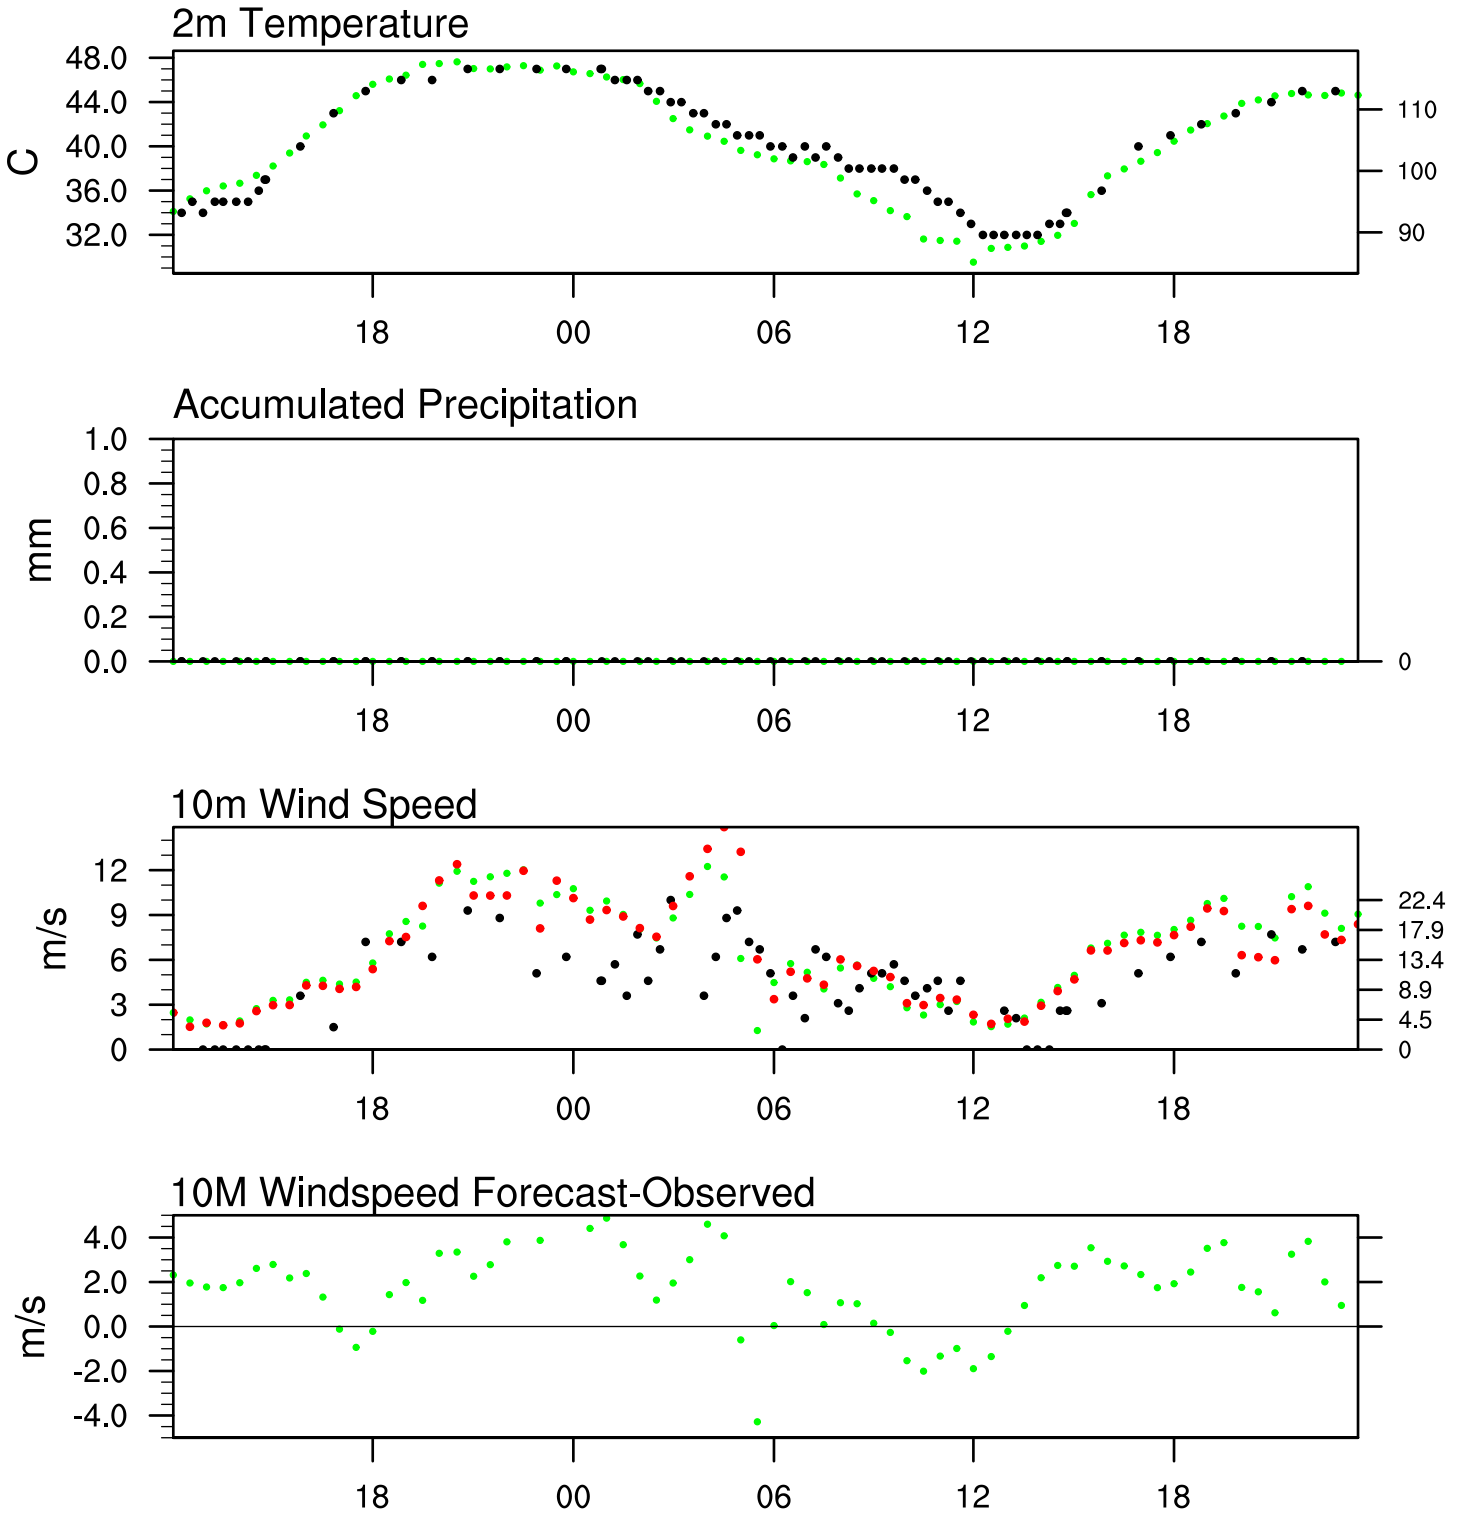 2m Temperature
48.0
44.0
40.0
36.0
32.0
C
110
100
90
18 00 06 12 18
Accumulated Precipitation
1.0
0.8
0.6
0.4
0.2
0.0
mm
0
18 00 06 12 18
10m Wind Speed
12
9
6
3
0
m/s
22.4
17.9
13.4
8.9
4.5
0
18 00 06 12 18
10M Windspeed Forecast-Observed
4.0
2.0
0.0
-2.0
-4.0
m/s
18 00 06 12 18